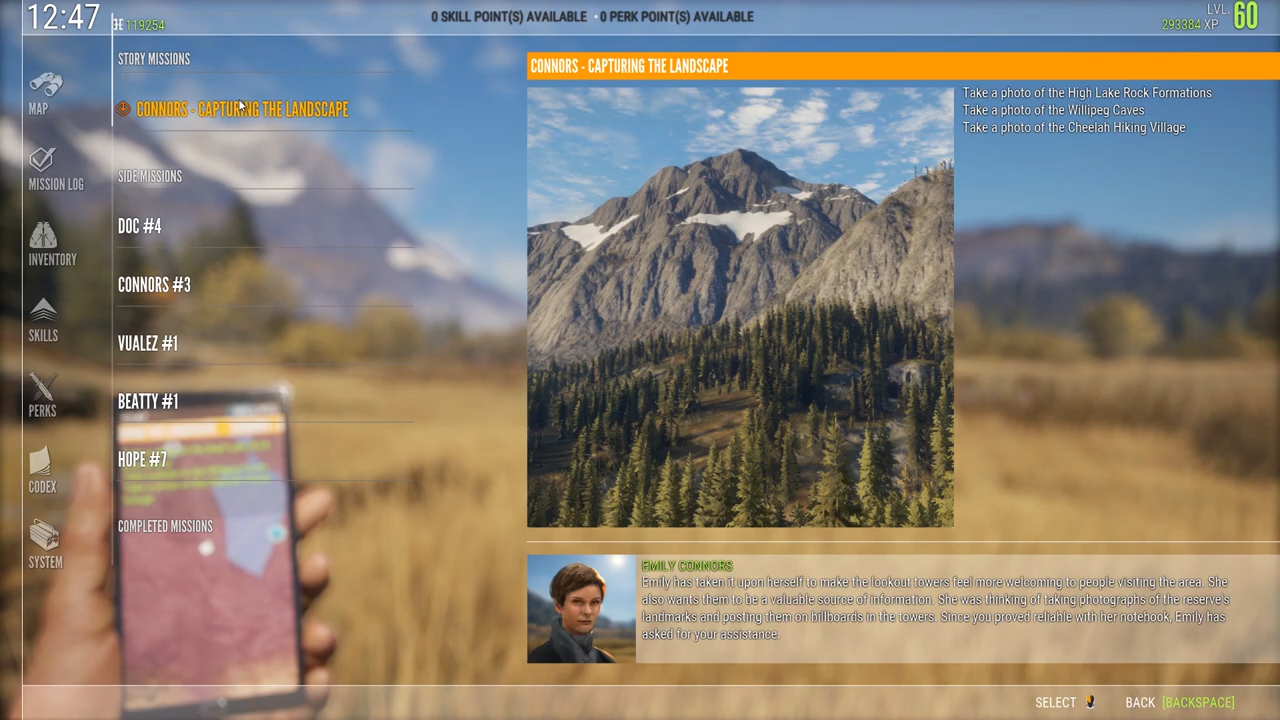 12:47
119254
0 SKILL POINT(S) AVAILABLE • 0 PERK POINT(S) AVAILABLE
LVL. 60
293384 XP
MAP
MISSION LOG
INVENTORY
SKILLS
PERKS
CODEX
SYSTEM
STORY MISSIONS
CONNORS - CAPTURING THE LANDSCAPE
SIDE MISSIONS
DOC #4
CONNORS #3
VUALEZ #1
BEATTY #1
HOPE #7
COMPLETED MISSIONS
CONNORS - CAPTURING THE LANDSCAPE
Take a photo of the High Lake Rock Formations
Take a photo of the Willipeg Caves
Take a photo of the Cheelah Hiking Village
EMILY CONNORS
Emily has taken it upon herself to make the lookout towers feel more welcoming to people visiting the area. She
also wants them to be a valuable source of information. She was thinking of taking photographs of the reserve's
landmarks and posting them on billboards in the towers. Since you proved reliable with her notebook, Emily has
asked for your assistance.
SELECT
BACK [BACKSPACE]